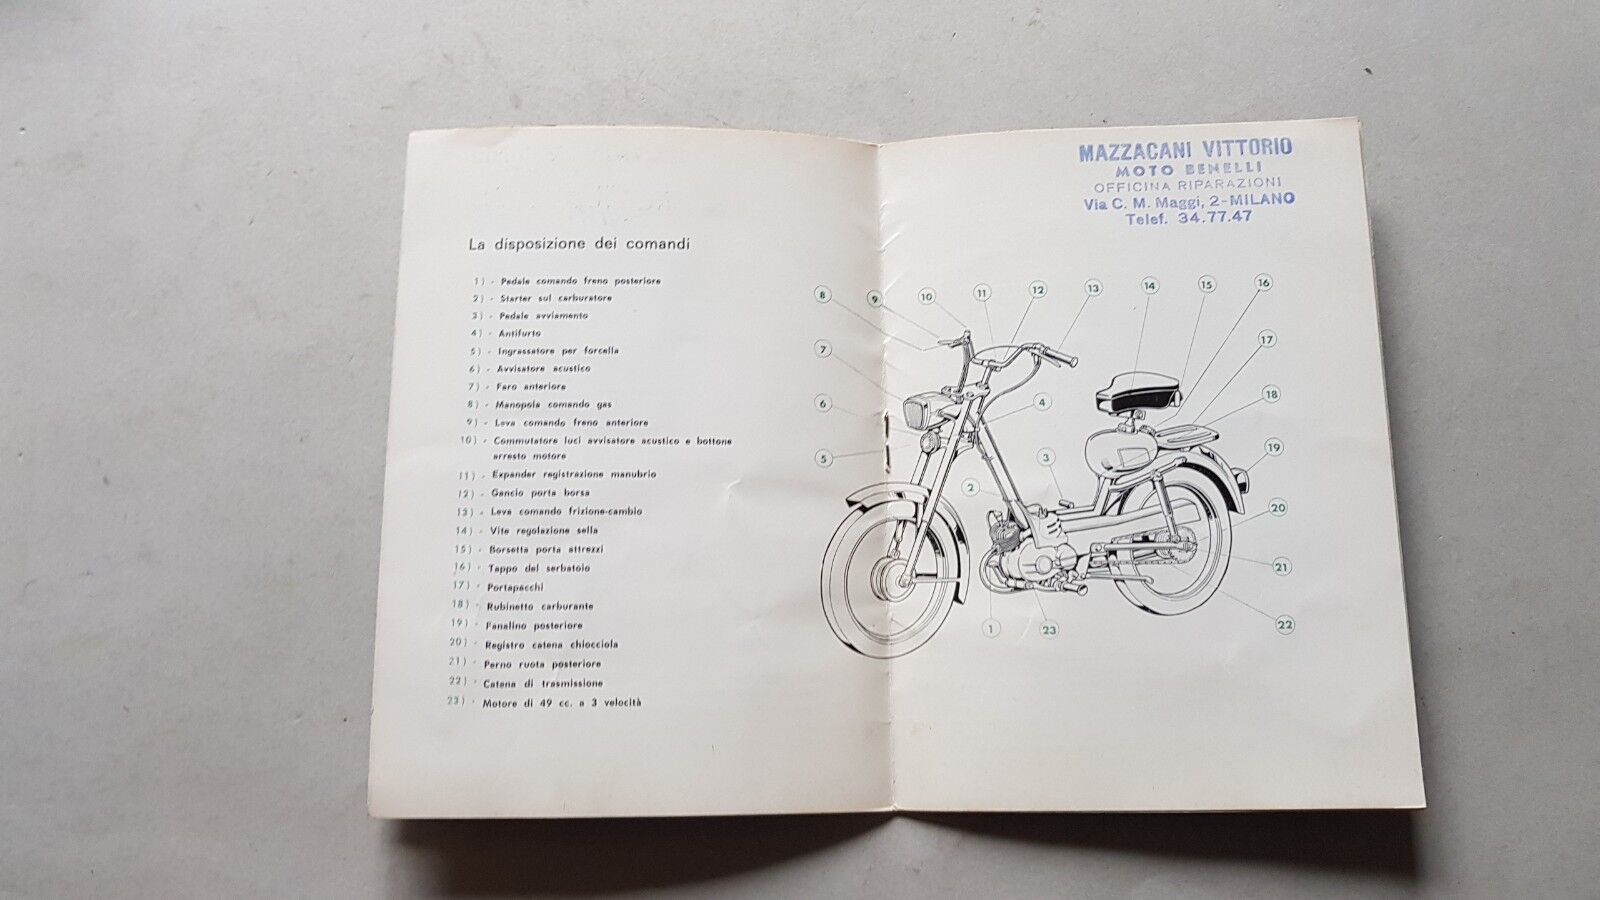 La disposizione dei comandi
1) - Pedale comando freno posteriore
2) - Starter sul carburatore
3) - Pedale avviamento
4) - Antifurto
5) - Ingrassatore per forcella
6) - Avvisatore acustico
7) - Faro anteriore
8) - Manopola comando gas
9) - Leva comando freno anteriore
10) - Commutatore luci avvisatore acustico e bottone
arresto motore
11) - Expander registrazione manubrio
12) - Gancio porta borsa
13) - Leva comando frizione-cambio
14) - Vite regolazione sella
15) - Borsetta porta attrezzi
16) - Tappo del serbatoio
17) - Portapacchi
18) - Rubinetto carburante
19) - Fanalino posteriore
20) - Registro catena chiocciola
21) - Perno ruota posteriore
22) - Catena di trasmissione
23) - Motore di 49 cc. a 3 velocità
MAZZACANI VITTORIO
MOTO BENELLI
OFFICINA RIPARAZIONI
Via C. M. Maggi, 2-MILANO
Telef. 34.77.47
8 9 10 11 12 13 14 15 16
7 17
6 4 18
5 3 19
2 20
21
1 23 22